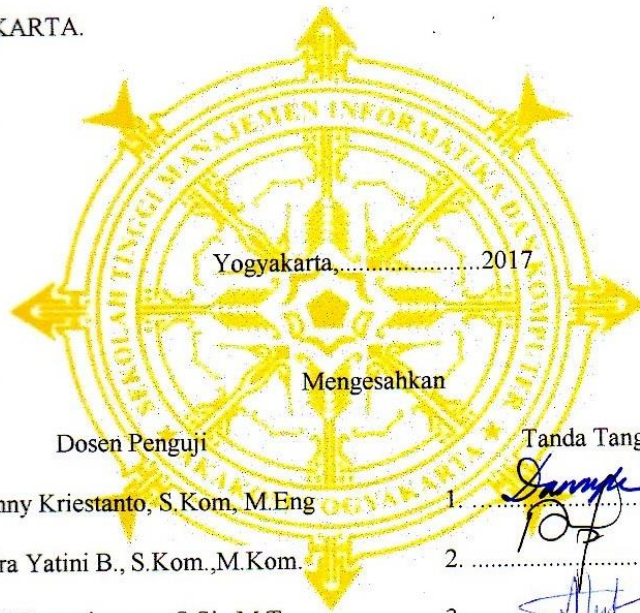 KARTA.
SEKOLAH TINGGI MANAJEMEN INFORMATIKA DAN KOMPUTER
YOGYAKARTA
Yogyakarta,......................2017
Mengesahkan
Dosen Penguji Tanda Tang
nny Kriestanto, S.Kom, M.Eng 1. ......
ra Yatini B., S.Kom.,M.Kom. 2. ......................